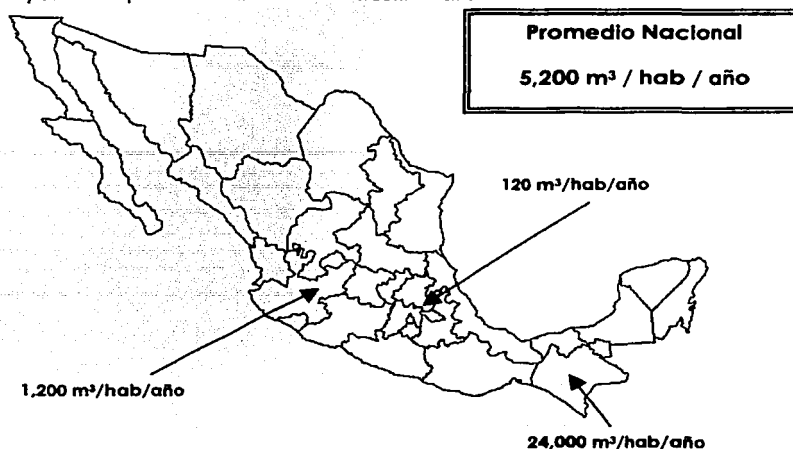 Promedio Nacional
5,200 m³ / hab / año
120 m³/hab/año
1,200 m³/hab/año
24,000 m³/hab/año